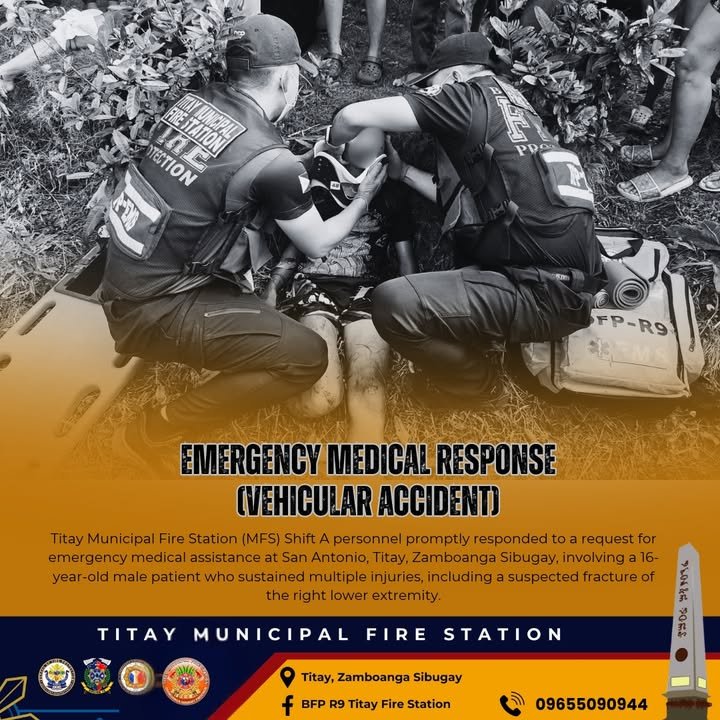 TITAY MUNICIPAL
FIRE STATION
FIRE
PROTECTION
BFP-R9
EMS
EMERGENCY MEDICAL RESPONSE
(VEHICULAR ACCIDENT)
Titay Municipal Fire Station (MFS) Shift A personnel promptly responded to a request for
emergency medical assistance at San Antonio, Titay, Zamboanga Sibugay, involving a 16-
year-old male patient who sustained multiple injuries, including a suspected fracture of
the right lower extremity.
TITAY MUNICIPAL FIRE STATION
Titay, Zamboanga Sibugay
BFP R9 Titay Fire Station
09655090944